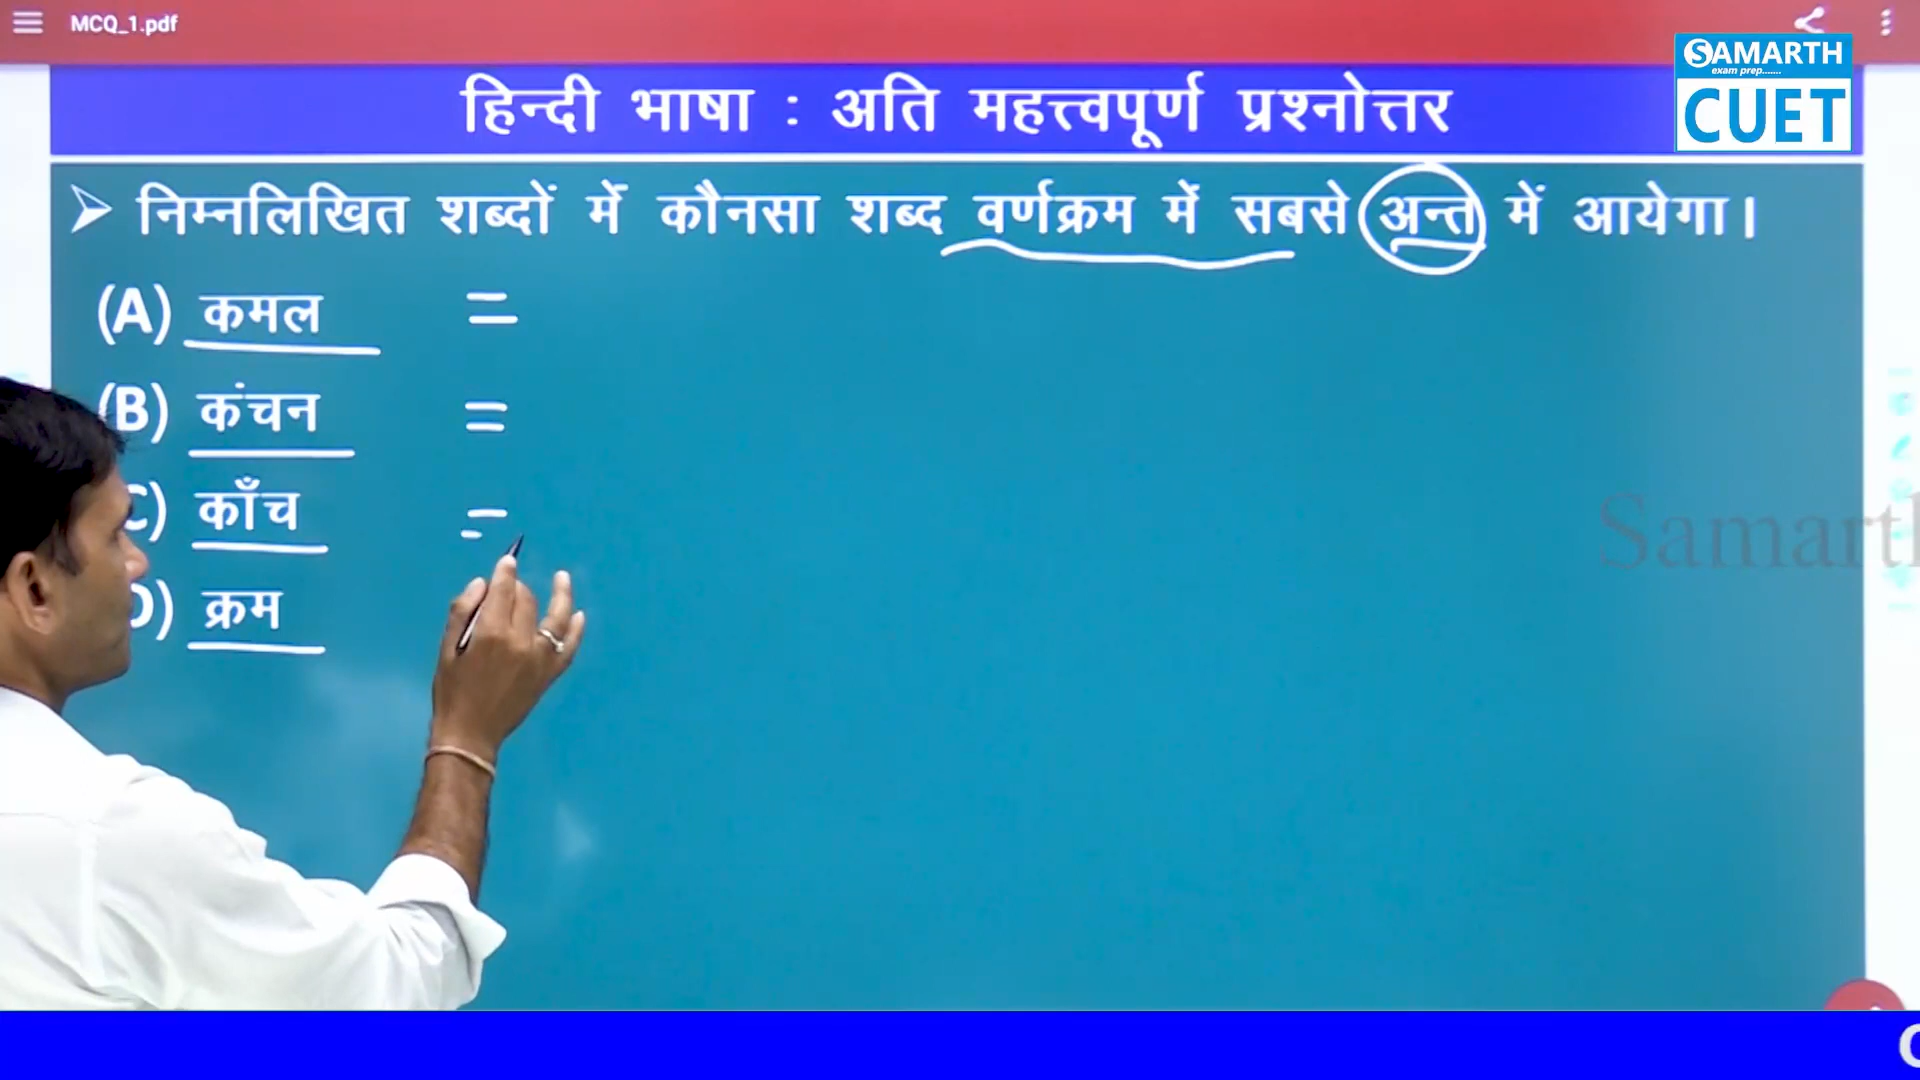 MCQ_1.pdf
SAMARTH
exam prep.......
CUET
हिन्दी भाषा : अति महत्त्वपूर्ण प्रश्नोत्तर
निम्नलिखित शब्दों में कौनसा शब्द वर्णक्रम में सबसे अन्त में आयेगा।
(A) कमल =
(B) कंचन =
C) काँच =
D) क्रम
Samarth